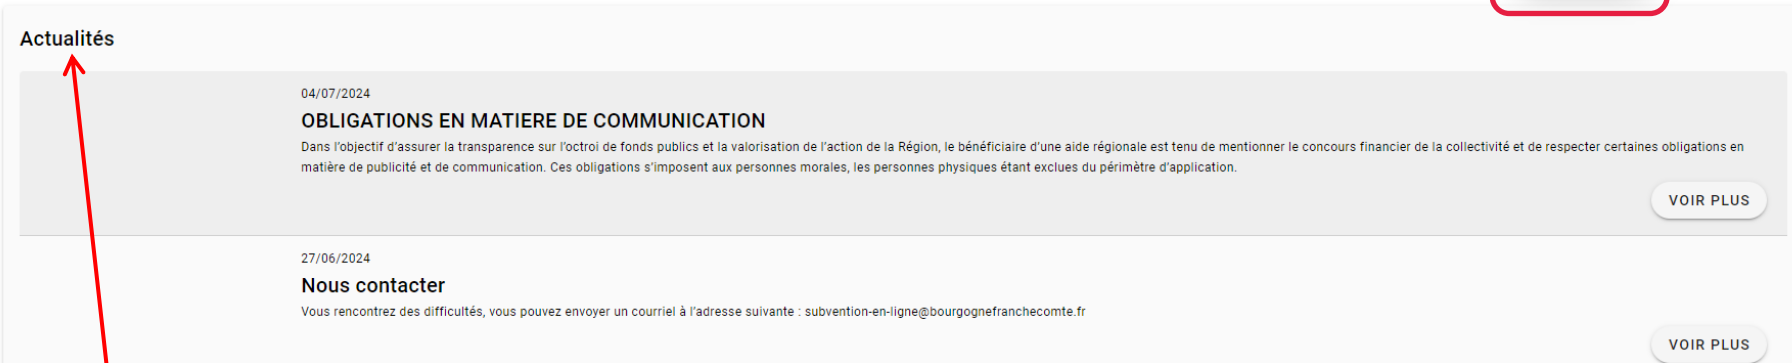 Actualités
04/07/2024
OBLIGATIONS EN MATIERE DE COMMUNICATION
Dans l'objectif d'assurer la transparence sur l'octroi de fonds publics et la valorisation de l'action de la Région, le bénéficiaire d'une aide régionale est tenu de mentionner le concours financier de la collectivité et de respecter certaines obligations en
matière de publicité et de communication. Ces obligations s'imposent aux personnes morales, les personnes physiques étant exclues du périmètre d'application.
VOIR PLUS
27/06/2024
Nous contacter
Vous rencontrez des difficultés, vous pouvez envoyer un courriel à l'adresse suivante : subvention-en-ligne@bourgognefranchecomte.fr
VOIR PLUS